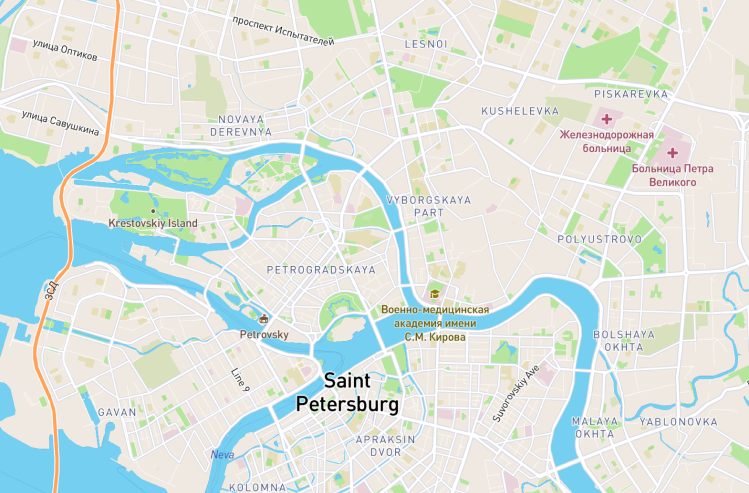 проспект Испытателей
улица Оптиков
LESNOI
PISKAREVKA
KUSHELEVKA
улица Савушкина
NOVAYA
DEREVNYA
Железнодорожная
больница
Больница Петра
Великого
VYBORGSKAYA
PART
Krestovskiy Island
POLYUSTROVO
PETROGRADSKAYA
ЗСД
Военно-медицинская
академия имени
С.М. Кирова
Petrovsky
BOLSHAYA
OKHTA
Line 9
Saint
Petersburg
Suvorovskiy Ave
GAVAN
MALAYA
OKHTA
YABLONOVKA
APRAKSIN
DVOR
Neva
KOLOMNA